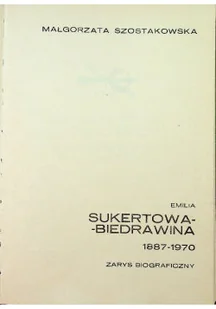 MAŁGORZATA SZOSTAKOWSKA
EMILIA
SUKERTOWA-
-BIEDRAWINA
1887-1970
ZARYS BIOGRAFICZNY